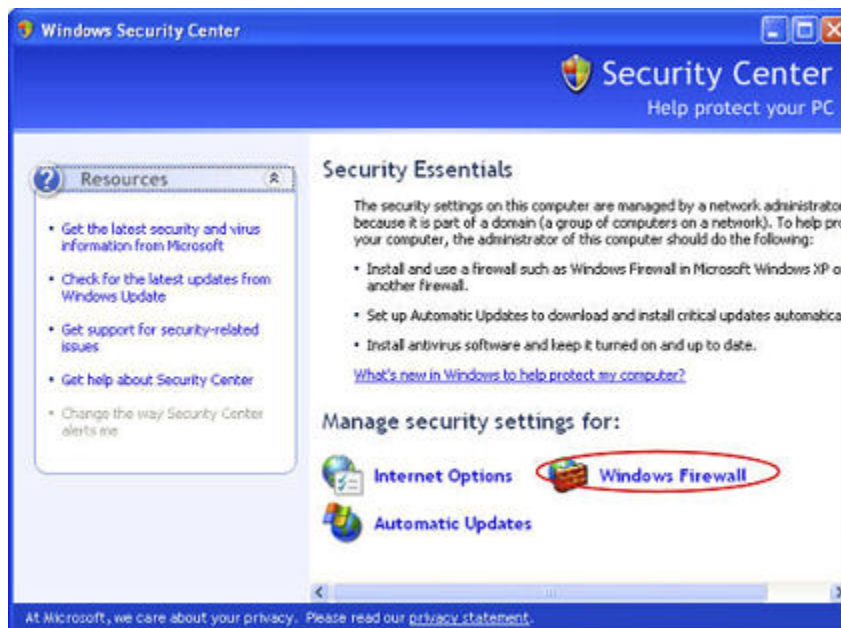 Windows Security Center
Security Center
Help protect your PC
Resources
Get the latest security and virus
information from Microsoft
Check for the latest updates from
Windows Update
Get support for security-related
issues
Get help about Security Center
Change the way Security Center
alerts me
Security Essentials
The security settings on this computer are managed by a network administrator
because it is part of a domain (a group of computers on a network). To help pro
your computer, the administrator of this computer should do the following:
• Install and use a firewall such as Windows Firewall in Microsoft Windows XP o
another firewall.
• Set up Automatic Updates to download and install critical updates automatica
• Install antivirus software and keep it turned on and up to date.
What's new in Windows to help protect my computer?
Manage security settings for:
Internet Options
Windows Firewall
Automatic Updates
At Microsoft, we care about your privacy. Please read our privacy statement.